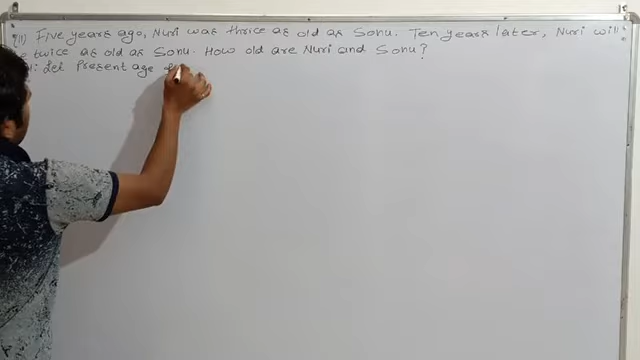 (ii) Five years ago, Nuri was thrice as old as Sonu. Ten years later, Nuri will
twice as old as Sonu. How old are Nuri and Sonu?
Let Present age